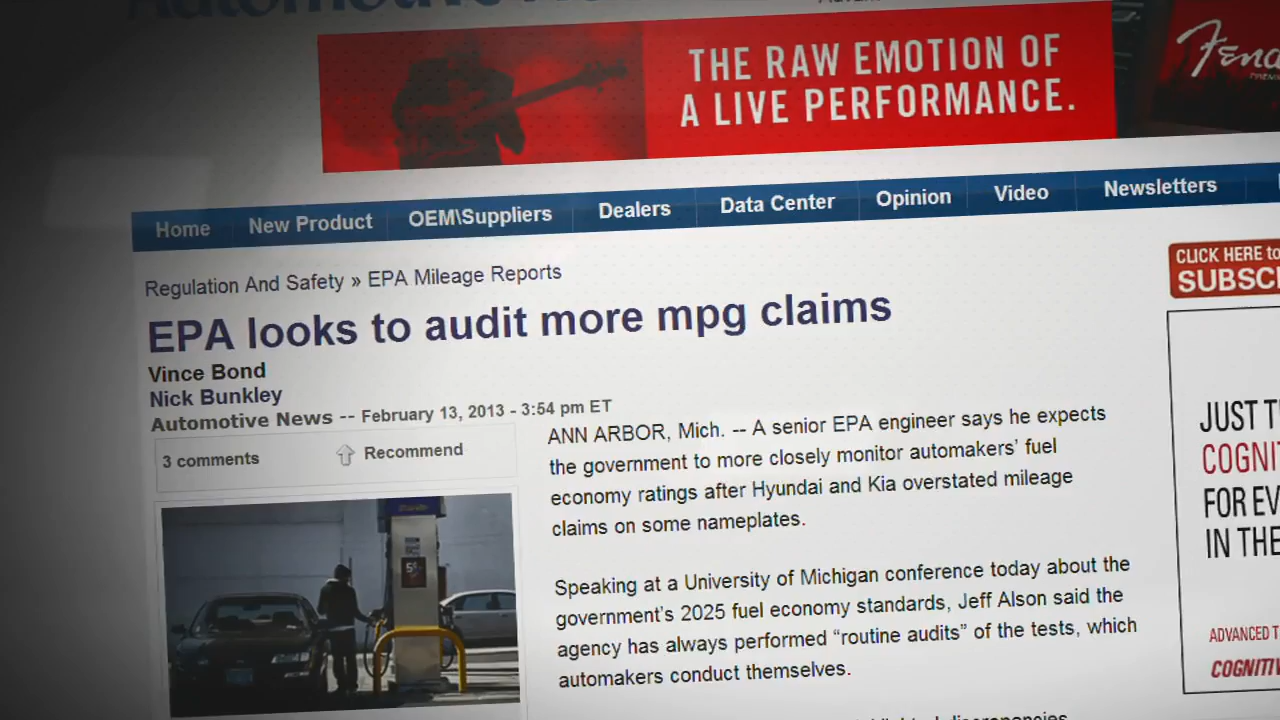 Automotive
THE RAW EMOTION OF
A LIVE PERFORMANCE.
Home New Product OEM\Suppliers Dealers Data Center Opinion Video Newsletters
Regulation And Safety » EPA Mileage Reports
CLICK HERE to
EPA looks to audit more mpg claims
Vince Bond
Nick Bunkley
Automotive News -- February 13, 2013 - 3:54 pm ET
3 comments
Recommend
ANN ARBOR, Mich. -- A senior EPA engineer says he expects
the government to more closely monitor automakers' fuel
economy ratings after Hyundai and Kia overstated mileage
claims on some nameplates.
Speaking at a University of Michigan conference today about the
government's 2025 fuel economy standards, Jeff Alson said the
agency has always performed “routine audits” of the tests, which
automakers conduct themselves.
discrepancies
JUST
FOR
IN THE
ADVANCED